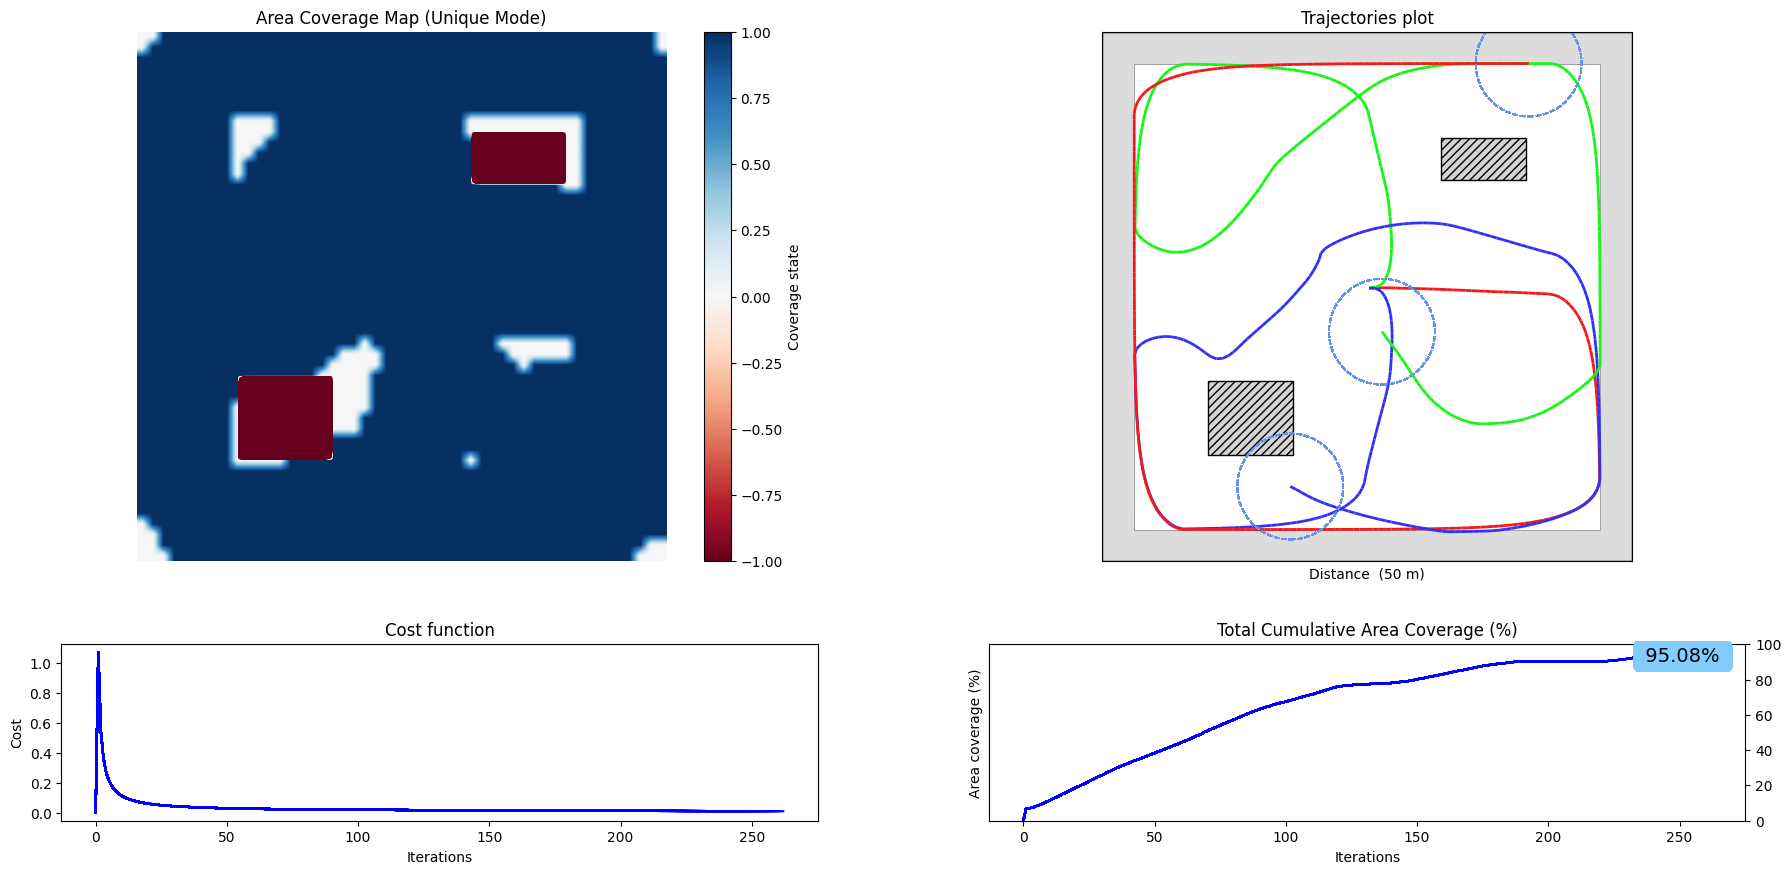 Area Coverage Map (Unique Mode)
1.00
0.75
0.50
0.25
0.00
−0.25
−0.50
−0.75
−1.00
Coverage state
Trajectories plot
Distance  (50 m)
Cost function
1.0
0.8
0.6
0.4
0.2
0.0
Cost
0 50 100 150 200 250
Iterations
Total Cumulative Area Coverage (%)
95.08%
Area coverage (%)
100
80
60
40
20
0
0 50 100 150 200 250
Iterations